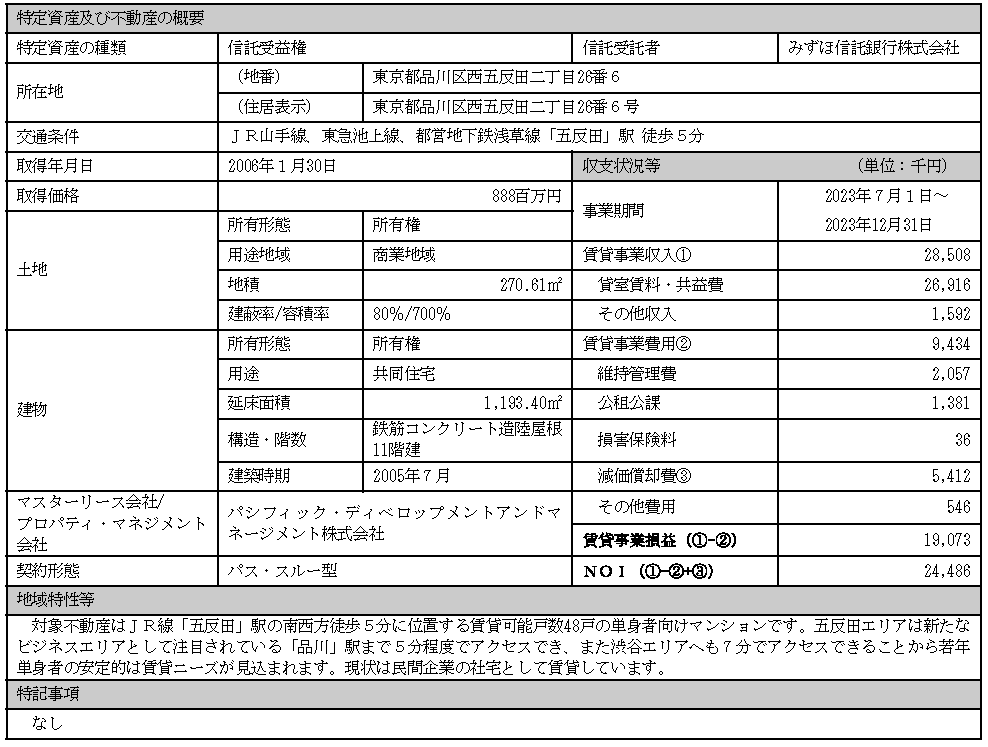 特定資産及び不動産の概要
特定資産の種類 信託受益権 信託受託者 みずほ信託銀行株式会社
所在地 (地番) 東京都品川区西五反田二丁目26番6
(住居表示) 東京都品川区西五反田二丁目26番6号
交通条件 JR山手線、東急池上線、都営地下鉄浅草線「五反田」駅 徒歩5分
取得年月日 2006年1月30日 収支状況等 (単位:千円)
取得価格 888百万円 事業期間 2023年7月1日~
2023年12月31日
土地 所有形態 所有権
用途地域 商業地域 賃貸事業収入① 28,508
地積 270.61㎡ 貸室賃料・共益費 26,916
建蔽率/容積率 80%/700% その他収入 1,592
建物 所有形態 所有権 賃貸事業費用② 9,434
用途 共同住宅 維持管理費 2,057
延床面積 1,193.40㎡ 公租公課 1,381
構造・階数 鉄筋コンクリート造陸屋根
11階建 損害保険料 36
建築時期 2005年7月 減価償却費③ 5,412
マスターリース会社/
プロパティ・マネジメント
会社 パシフィック・ディベロップメントアンドマ
ネージメント株式会社 その他費用 546
賃貸事業損益(①-②) 19,073
契約形態 パス・スルー型 NOI(①-②+③) 24,486
地域特性等
対象不動産はJR線「五反田」駅の南西方徒歩5分に位置する賃貸可能戸数48戸の単身者向けマンションです。五反田エリアは新たな
ビジネスエリアとして注目されている「品川」駅まで5分程度でアクセスでき、また渋谷エリアへも7分でアクセスできることから若年
単身者の安定的は賃貸ニーズが見込まれます。現状は民間企業の社宅として賃貸しています。
特記事項
なし